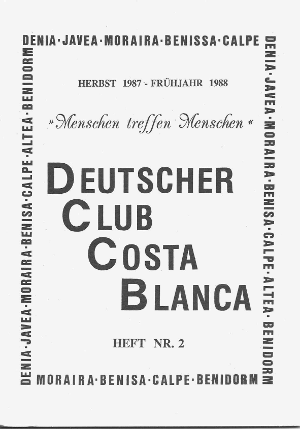 DENIA·JAVEA·MORAIRA·BENISSA·CALPE
DENIA·JAVEA·MORAIRA·BENISA·CALPE·ALTEA·BENIDORM
DENIA·JAVEA·MORAIRA·BENISA·CALPE·ALTEA·BENIDORM
HERBST 1987 - FRÜHJAHR 1988
»Menschen treffen Menschen«
DEUTSCHER
CLUB
COSTA
BLANCA
HEFT NR. 2
MORAIRA·BENISA·CALPE·BENIDORM